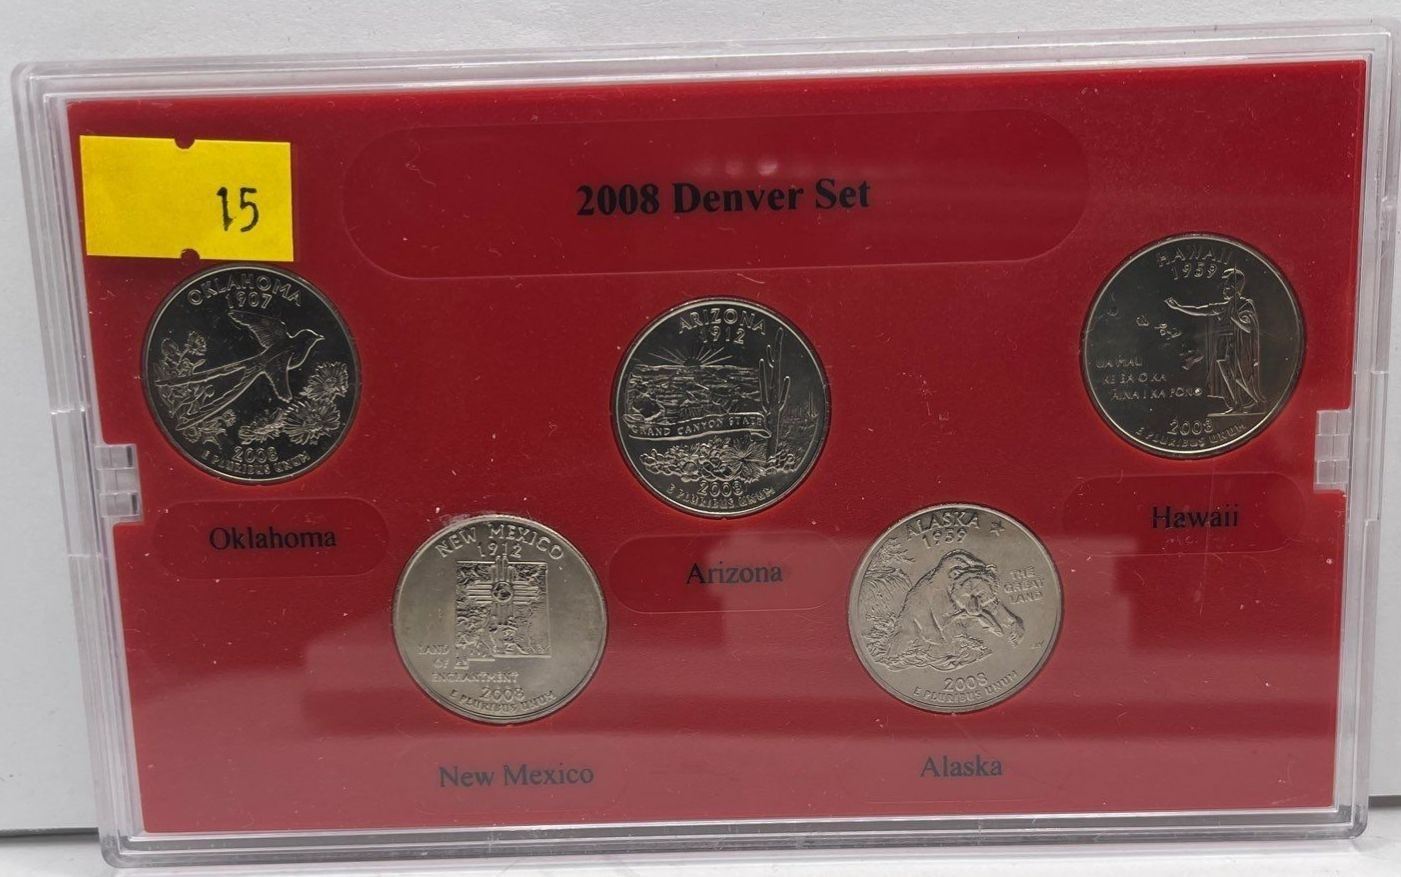 15
2008 Denver Set
OKLAHOMA
1907
2008
E PLURIBUS UNUM
Oklahoma
NEW MEXICO
1912
LAND
OF
ENCHANTMENT
2008
E PLURIBUS UNUM
New Mexico
ARIZONA
1912
GRAND CANYON STATE
2008
E PLURIBUS UNUM
Arizona
ALASKA
1959
THE
GREAT
LAND
2008
E PLURIBUS UNUM
Alaska
HAWAII
1959
UA MAU
KE EA O KA
ʻĀINA I KA PONO
2008
E PLURIBUS UNUM
Hawaii